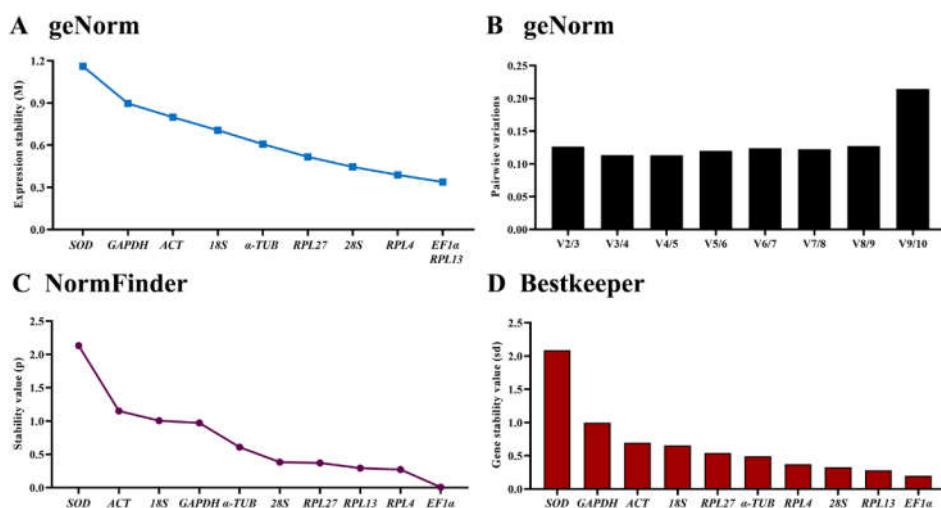 A geNorm
Expression stability (M)
1.2
0.9
0.6
0.3
0.0
SOD GAPDH ACT 18S α-TUB RPL27 28S RPL4 EF1α
RPL13
B geNorm
Pairwise variations
0.25
0.20
0.15
0.10
0.05
0.00
V2/3 V3/4 V4/5 V5/6 V6/7 V7/8 V8/9 V9/10
C NormFinder
Stability value (p)
2.5
2.0
1.5
1.0
0.5
0.0
SOD ACT 18S GAPDH α-TUB 28S RPL27 RPL13 RPL4 EF1α
D Bestkeeper
Gene stability value (sd)
2.5
2.0
1.5
1.0
0.5
0.0
SOD GAPDH ACT 18S RPL27 α-TUB RPL4 28S RPL13 EF1α